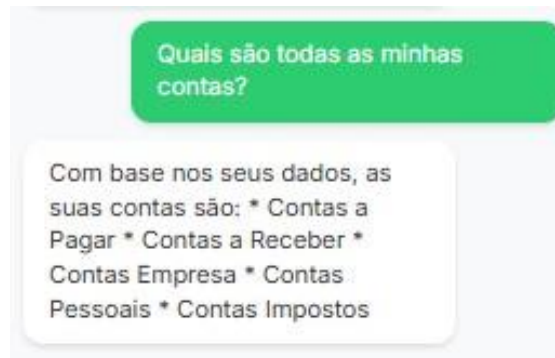 Quais são todas as minhas
contas?
Com base nos seus dados, as
suas contas são: * Contas a
Pagar * Contas a Receber *
Contas Empresa * Contas
Pessoais * Contas Impostos